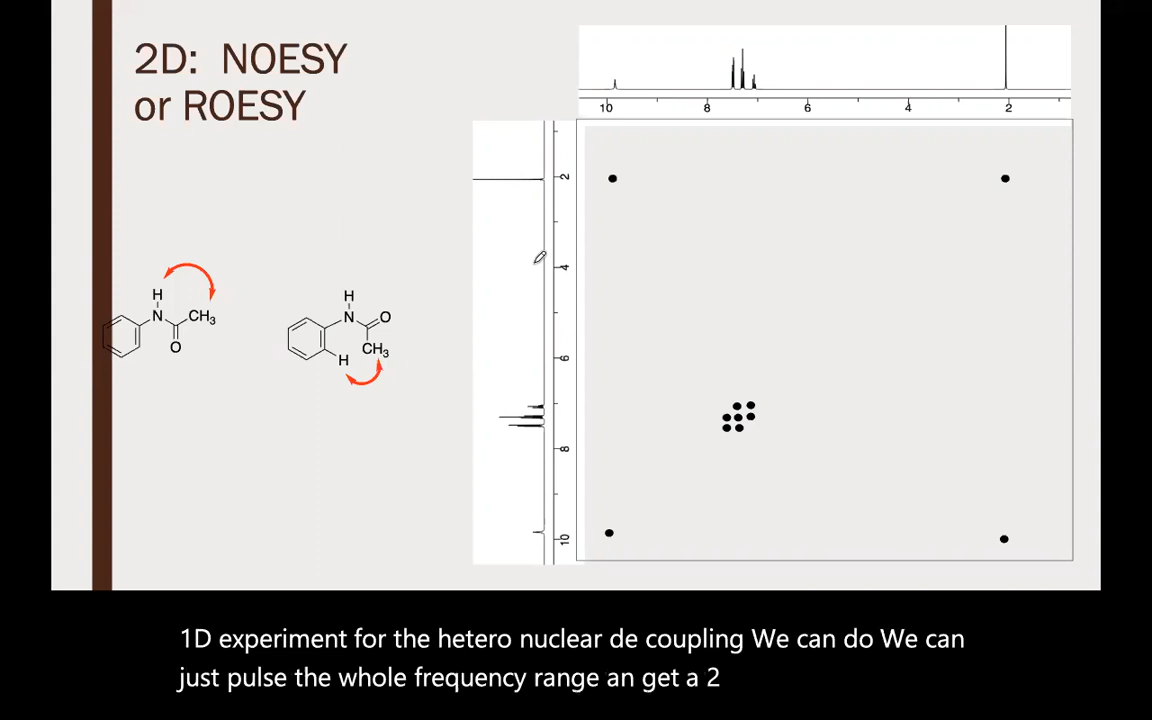 2D: NOESY
or ROESY
10 8 6 4 2
2
4
6
8
10
H
N CH3
O
H
N O
CH3
H
1D experiment for the hetero nuclear de coupling We can do We can
just pulse the whole frequency range an get a 2